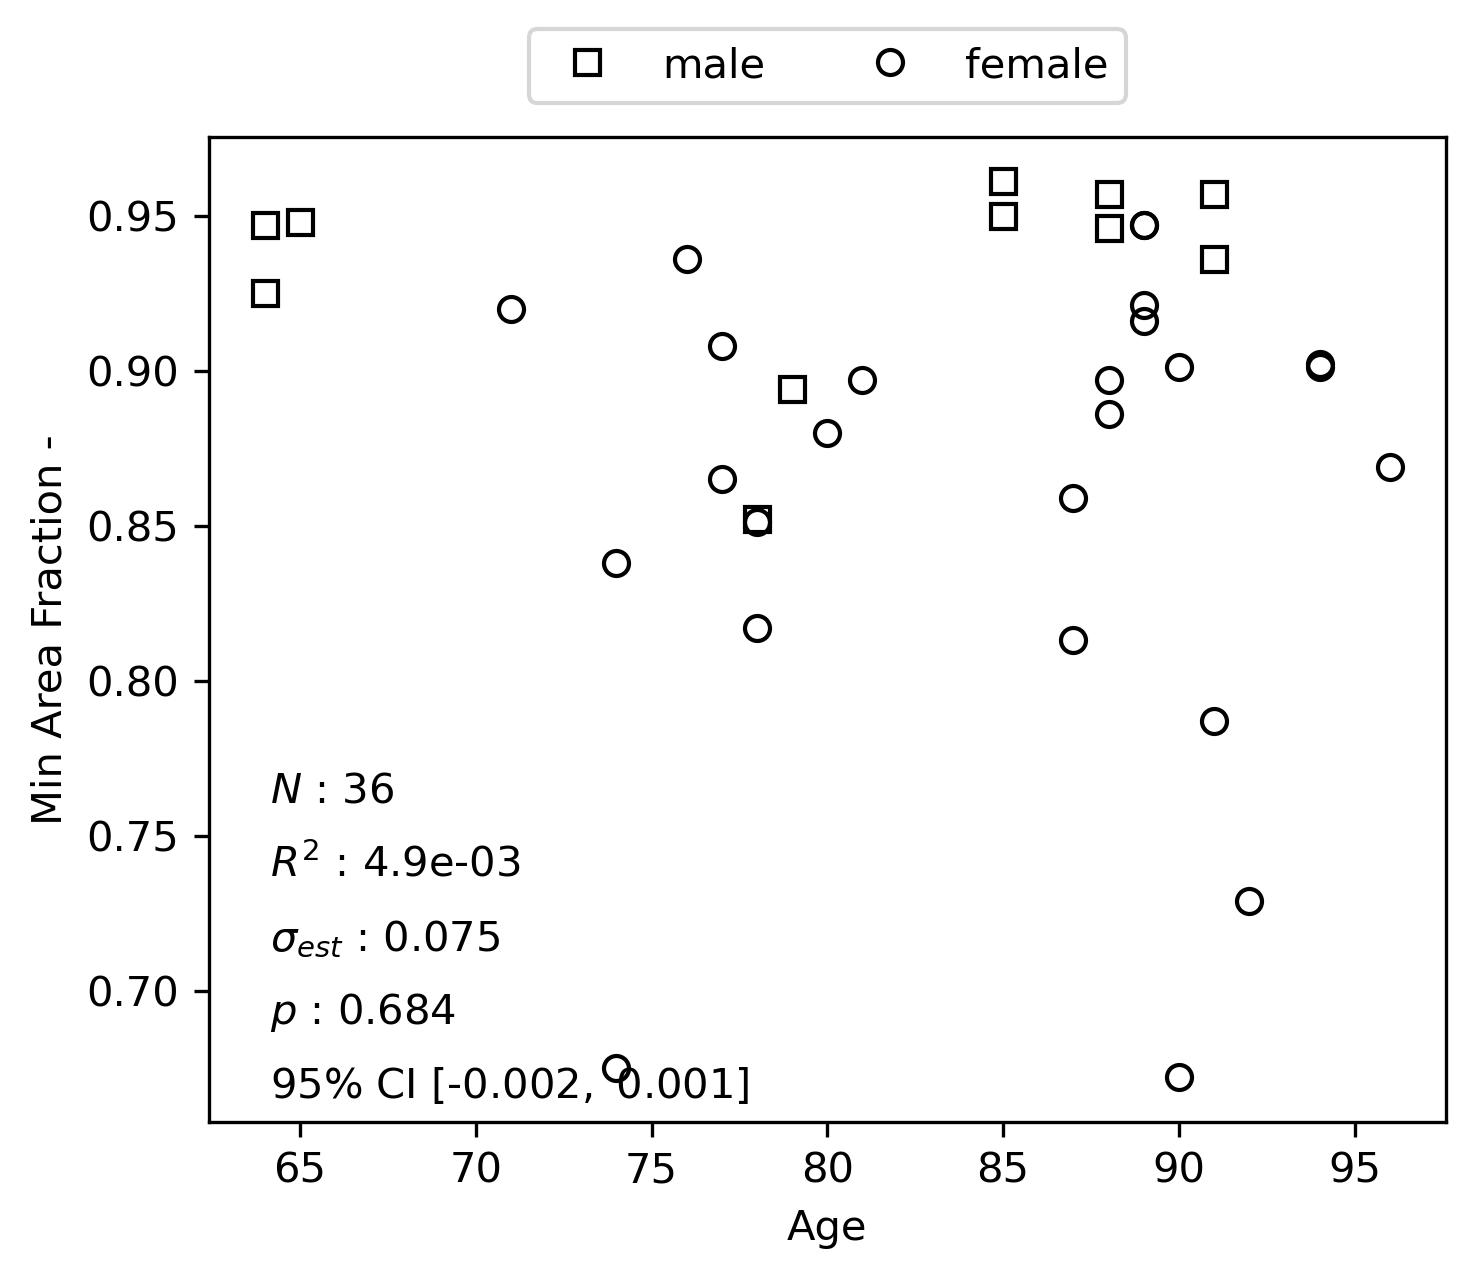 male female
0.95
0.90
0.85
0.80
0.75
0.70
Min Area Fraction -
N : 36
R² : 4.9e-03
σest : 0.075
p : 0.684
95% CI [-0.002, 0.001]
65 70 75 80 85 90 95
Age